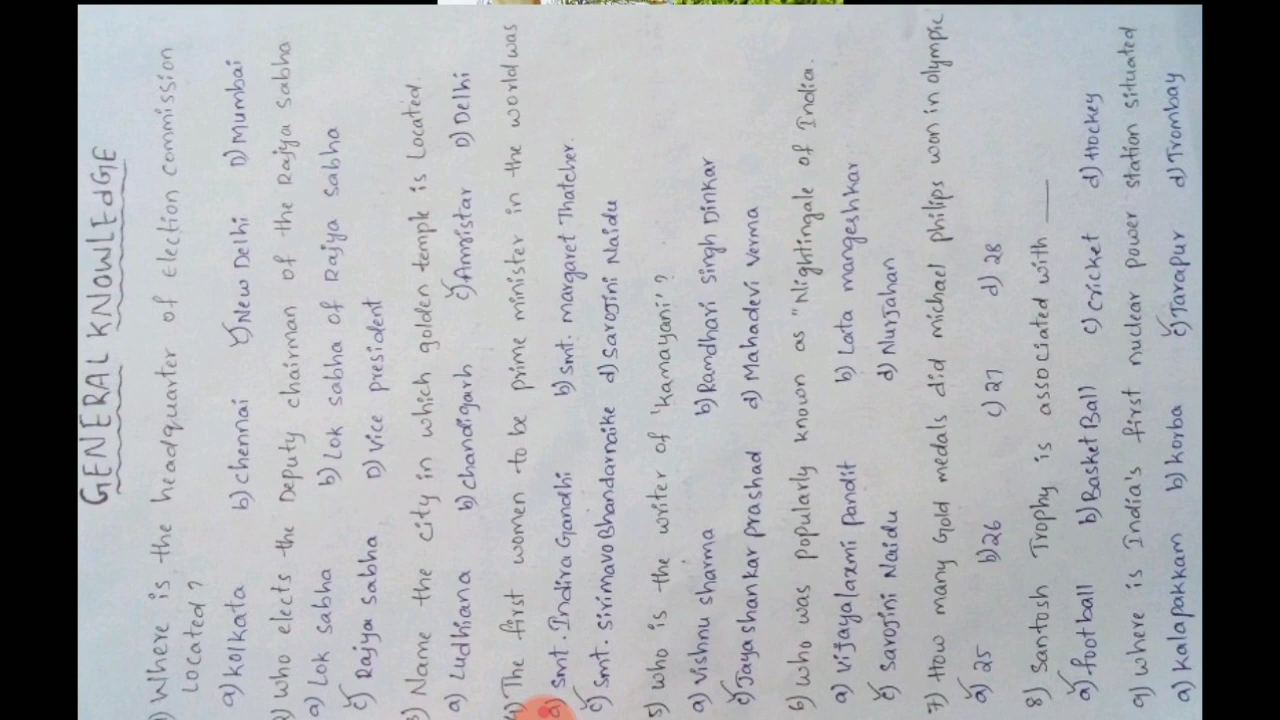 GENERAL KNOWLEdGE
1) Where is the headquarter of Election commission
Located?
a) Kolkata b) chennai c) New Delhi D) Mumbai
2) who elects the Deputy chairman of the Rajya sabha
a) Lok sabha b) Lok sabha of Rajya sabha
c) Rajya sabha D) Vice president
3) Name the city in which golden temple is Located.
a) Ludhiana b) chandigarh c) Amristar D) Delhi
4) The first women to be prime minister in the world was
a) Smt. Indira Gandhi b) smt. margaret Thatcher.
c) Smt. srimavo Bhandarnaike d) Sarojini Naidu
5) who is the writer of 'kamayani'?
a) Vishnu sharma b) Ramdhari singh Dinkar
c) Jaya shankar prashad d) Mahadevi verma
6) who was popularly known as "Nightingale of India.
a) Vijayalaxmi pandit b) Lata mangeshkar
c) Sarojini Naidu d) NurJahan
7) How many Gold medals did michael philips won in olympic
a) 25 b) 26 c) 27 d) 28
8) Santosh Trophy is associated with ___
a) football b) Basket Ball c) cricket d) Hockey
9) where is India's first nuclear power station situated
a) Kalapakkam b) korba c) Tarapur d) Trombay